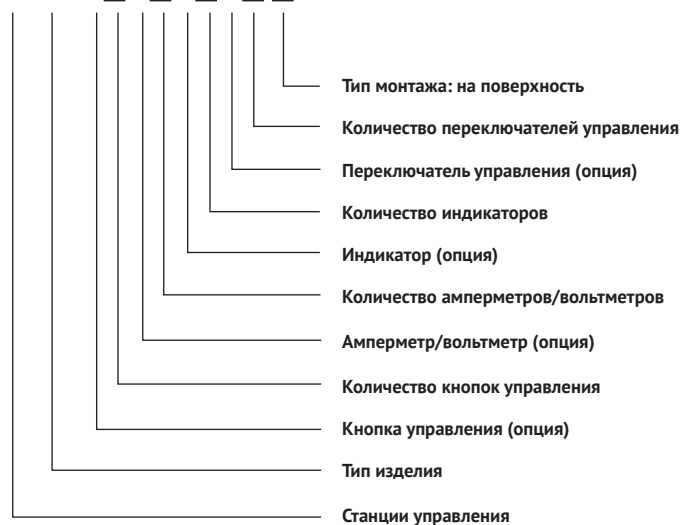 Тип монтажа: на поверхность
Количество переключателей управления
Переключатель управления (опция)
Количество индикаторов
Индикатор (опция)
Количество амперметров/вольтметров
Амперметр/вольтметр (опция)
Количество кнопок управления
Кнопка управления (опция)
Тип изделия
Станции управления